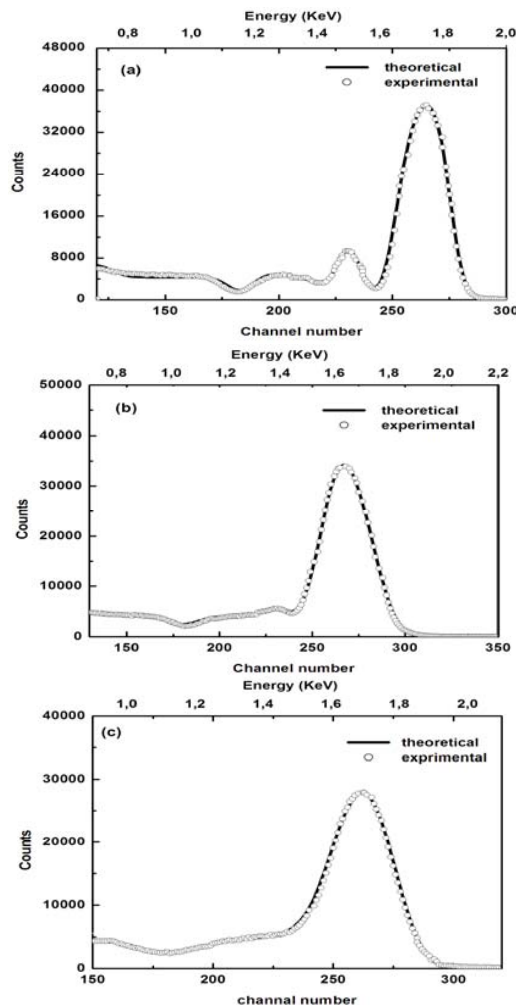 Energy (KeV)
0,8 1,0 1,2 1,4 1,6 1,8 2,0
48000
(a)
theoretical
experimental
40000
32000
Counts
24000
16000
8000
0
150 200 250 300
Channel number
Energy (KeV)
0,8 1,0 1,2 1,4 1,6 1,8 2,0 2,2
50000
(b)
theoretical
experimental
40000
30000
Counts
20000
10000
0
150 200 250 300 350
Channel number
Energy (KeV)
1,0 1,2 1,4 1,6 1,8 2,0
40000
(c)
theoretical
exprimental
30000
Counts
20000
10000
0
150 200 250 300
channel number